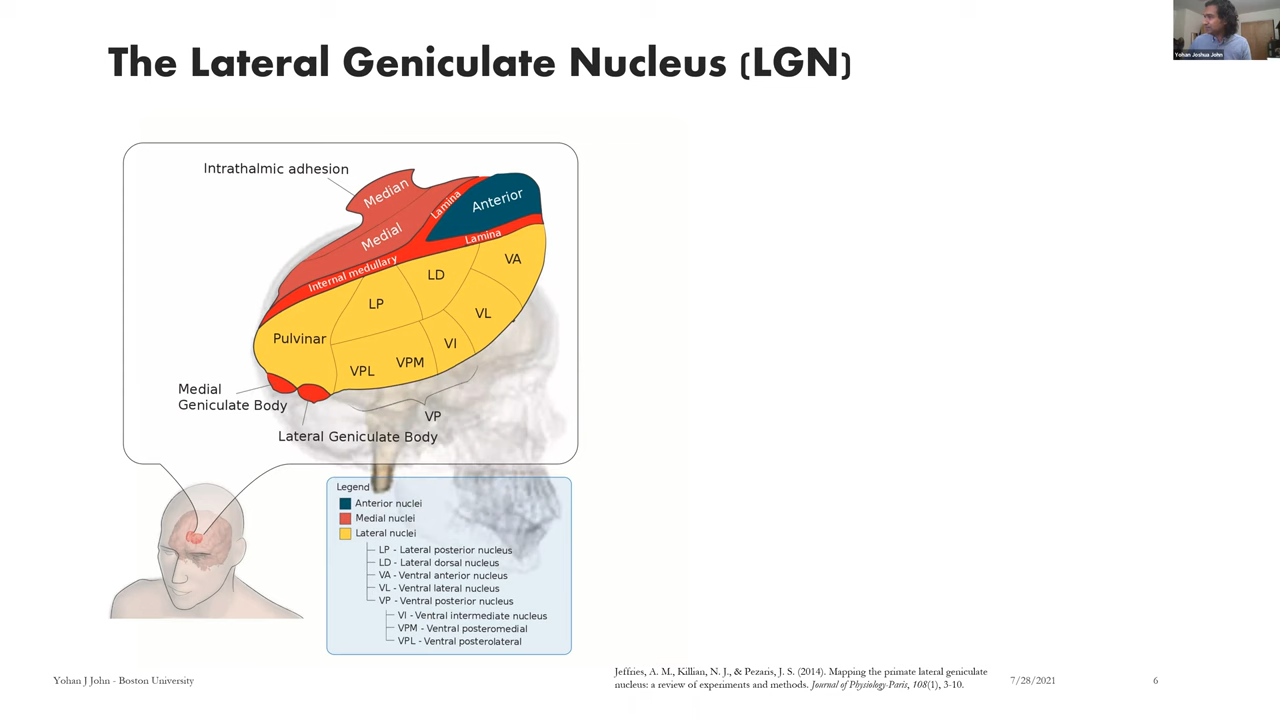 The Lateral Geniculate Nucleus (LGN)
Yohan Joshua John
Intrathalmic adhesion
Median
Lamina
Anterior
Medial
Lamina
Internal medullary
VA
LD
LP
VL
Pulvinar
VI
VPM
VPL
Medial
Geniculate Body
VP
Lateral Geniculate Body
Legend
Anterior nuclei
Medial nuclei
Lateral nuclei
LP - Lateral posterior nucleus
LD - Lateral dorsal nucleus
VA - Ventral anterior nucleus
VL - Ventral lateral nucleus
VP - Ventral posterior nucleus
VI - Ventral intermediate nucleus
VPM - Ventral posteromedial
VPL - Ventral posterolateral
Yohan J John - Boston University
Jeffries, A. M., Killian, N. J., & Pezaris, J. S. (2014). Mapping the primate lateral geniculate
nucleus: a review of experiments and methods. Journal of Physiology-Paris, 108(1), 3-10.
7/28/2021
6